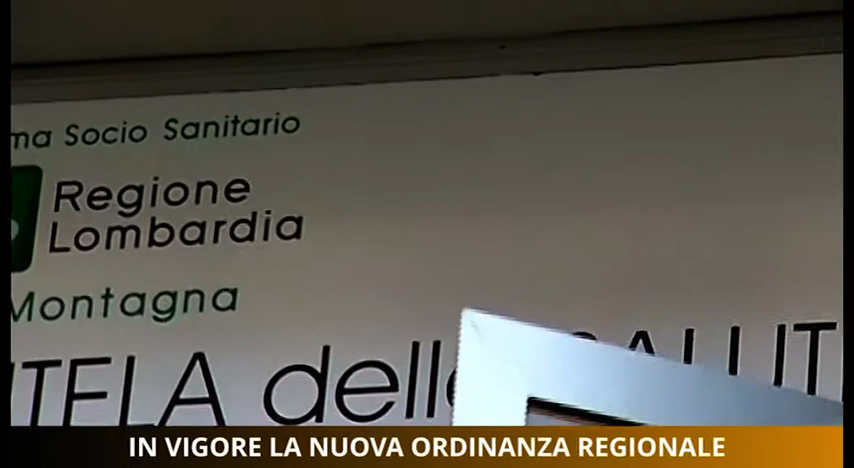 ma Socio Sanitario
Regione
Lombardia
Montagna
TELA delle
IN VIGORE LA NUOVA ORDINANZA REGIONALE